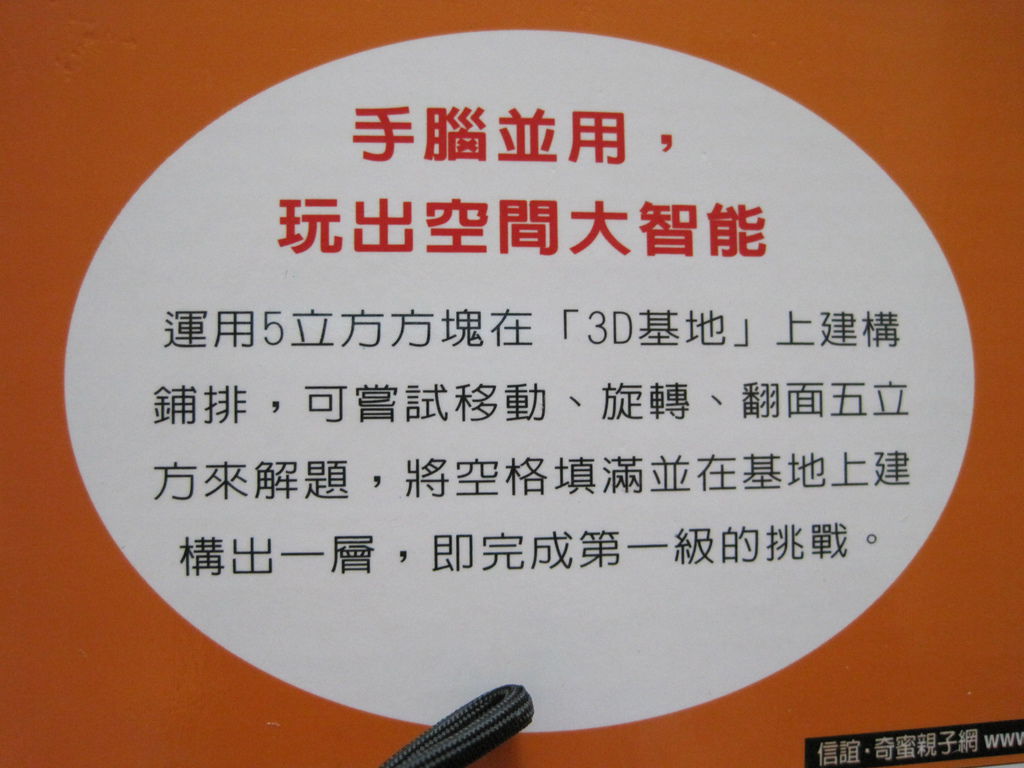 手腦並用，
玩出空間大智能
運用5立方方塊在「3D基地」上建構
鋪排，可嘗試移動、旋轉、翻面五立
方來解題，將空格填滿並在基地上建
構出一層，即完成第一級的挑戰。
信誼·奇蜜親子網 www